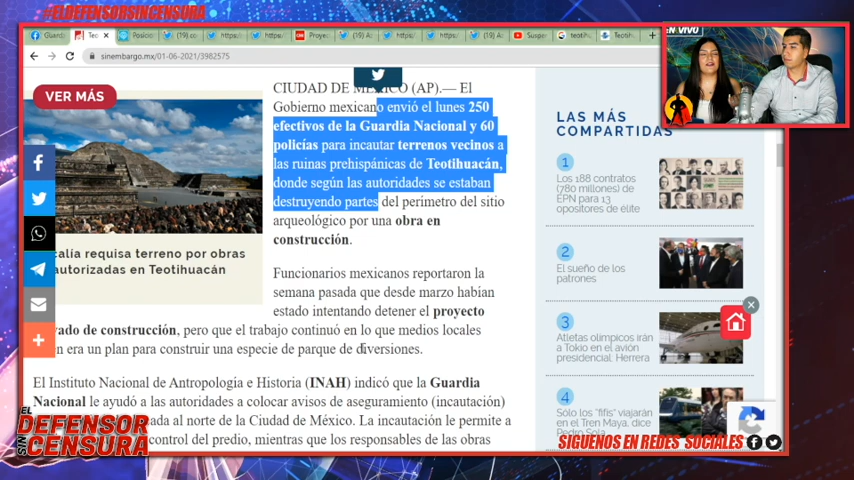 #ELDEFENSORSINCENSURA
EN VIVO
sinembargo.mx/01-06-2021/3982575
VER MÁS
CIUDAD DE MÉXICO (AP).— El
Gobierno mexicano envió el lunes 250
efectivos de la Guardia Nacional y 60
policías para incautar terrenos vecinos a
las ruinas prehispánicas de Teotihuacán,
donde según las autoridades se estaban
destruyendo partes del perímetro del sitio
arqueológico por una obra en
construcción.
calía requisa terreno por obras
autorizadas en Teotihuacán
Funcionarios mexicanos reportaron la
semana pasada que desde marzo habían
estado intentando detener el proyecto
ado de construcción, pero que el trabajo continuó en lo que medios locales
n era un plan para construir una especie de parque de diversiones.
El Instituto Nacional de Antropología e Historia (INAH) indicó que la Guardia
Nacional le ayudó a las autoridades a colocar avisos de aseguramiento (incautación)
ada al norte de la Ciudad de México. La incautación le permite a
control del predio, mientras que los responsables de las obras
LAS MÁS
COMPARTIDAS
1
Los 188 contratos
(780 millones) de
EPN para 13
opositores de élite
2
El sueño de los
patrones
3
Atletas olímpicos irán
a Tokio en el avión
presidencial: Herrera
4
Sólo los "fifís" viajarán
en el Tren Maya, dice
Pedro Sola
EL
DEFENSOR
SIN
CENSURA
SIGUENOS EN REDES SOCIALES